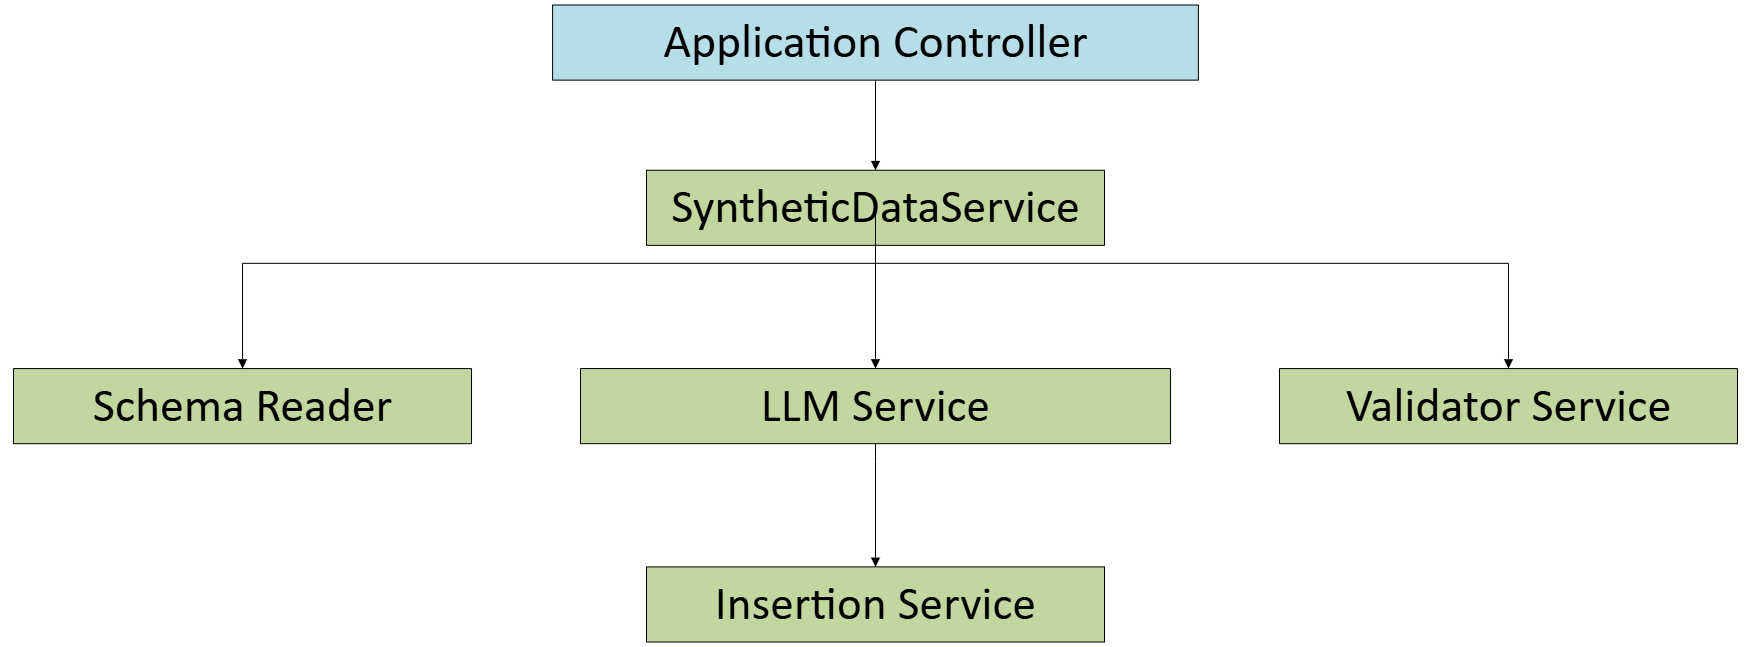 Application Controller
SyntheticDataService
Schema Reader
LLM Service
Validator Service
Insertion Service